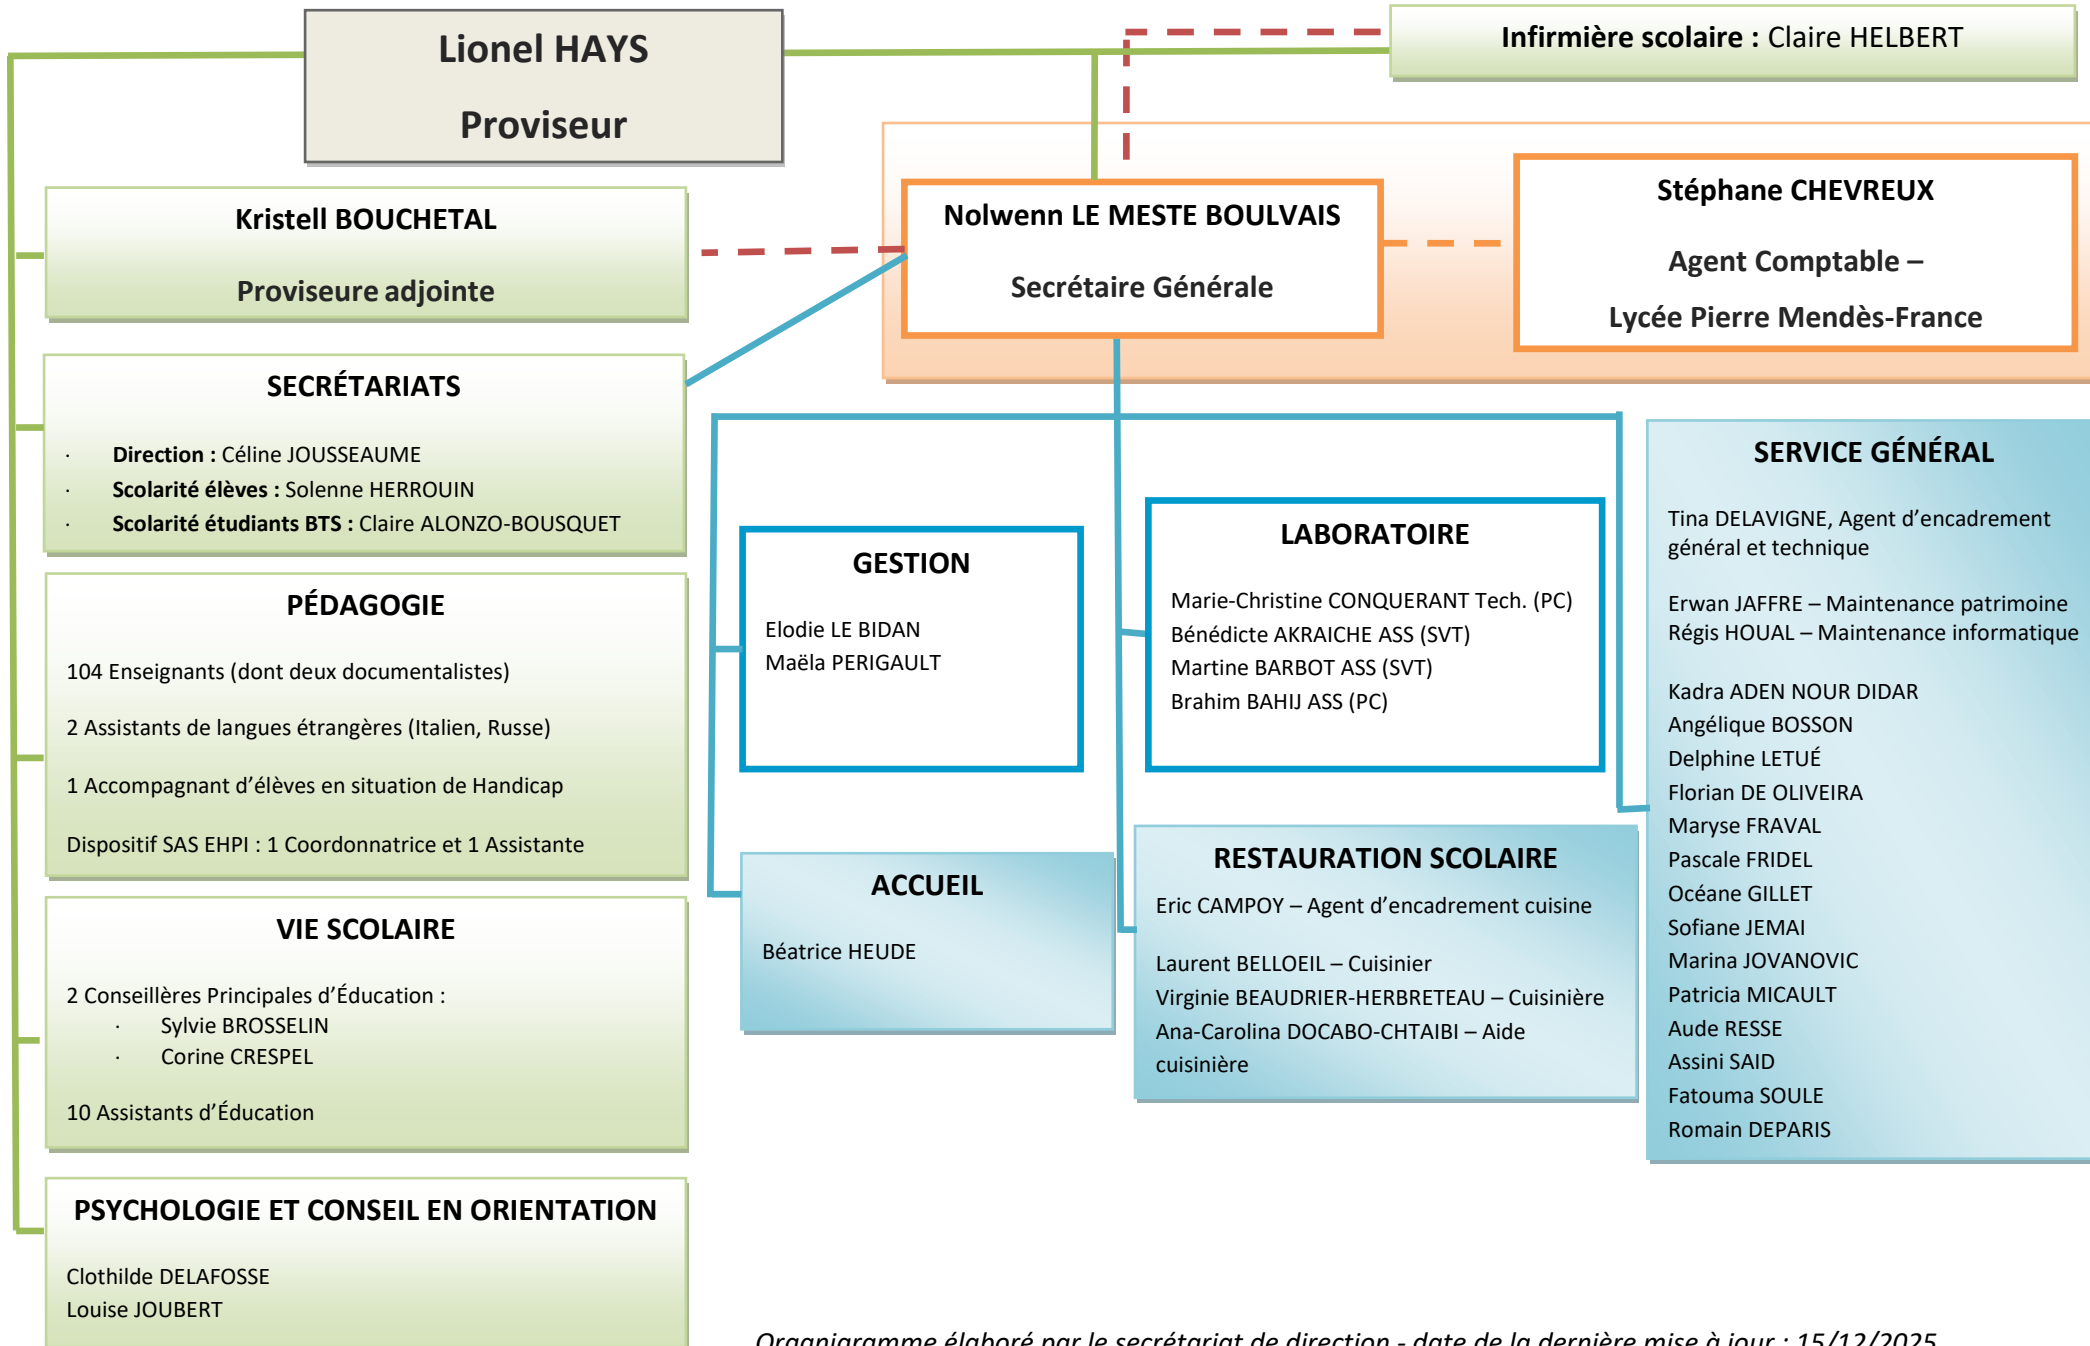 Lionel HAYS
Proviseur
Infirmière scolaire : Claire HELBERT
Kristell BOUCHETAL
Proviseure adjointe
Nolwenn LE MESTE BOULVAIS
Secrétaire Générale
Stéphane CHEVREUX
Agent Comptable –
Lycée Pierre Mendès-France
SECRÉTARIATS
· Direction : Céline JOUSSEAUME
· Scolarité élèves : Solenne HERROUIN
· Scolarité étudiants BTS : Claire ALONZO-BOUSQUET
PÉDAGOGIE
104 Enseignants (dont deux documentalistes)
2 Assistants de langues étrangères (Italien, Russe)
1 Accompagnant d’élèves en situation de Handicap
Dispositif SAS EHPI : 1 Coordonnatrice et 1 Assistante
VIE SCOLAIRE
2 Conseillères Principales d’Éducation :
· Sylvie BROSSELIN
· Corine CRESPEL
10 Assistants d’Éducation
PSYCHOLOGIE ET CONSEIL EN ORIENTATION
Clothilde DELAFOSSE
Louise JOUBERT
GESTION
Elodie LE BIDAN
Maëla PERIGAULT
ACCUEIL
Béatrice HEUDE
LABORATOIRE
Marie-Christine CONQUERANT Tech. (PC)
Bénédicte AKRAICHE ASS (SVT)
Martine BARBOT ASS (SVT)
Brahim BAHIJ ASS (PC)
RESTAURATION SCOLAIRE
Eric CAMPOY – Agent d’encadrement cuisine
Laurent BELLOEIL – Cuisinier
Virginie BEAUDRIER-HERBRETEAU – Cuisinière
Ana-Carolina DOCABO-CHTAIBI – Aide
cuisinière
SERVICE GÉNÉRAL
Tina DELAVIGNE, Agent d’encadrement
général et technique
Erwan JAFFRE – Maintenance patrimoine
Régis HOUAL – Maintenance informatique
Kadra ADEN NOUR DIDAR
Angélique BOSSON
Delphine LETUÉ
Florian DE OLIVEIRA
Maryse FRAVAL
Pascale FRIDEL
Océane GILLET
Sofiane JEMAI
Marina JOVANOVIC
Patricia MICAULT
Aude RESSE
Assini SAID
Fatouma SOULE
Romain DEPARIS
Organigramme élaboré par le secrétariat de direction - date de la dernière mise à jour : 15/12/2025